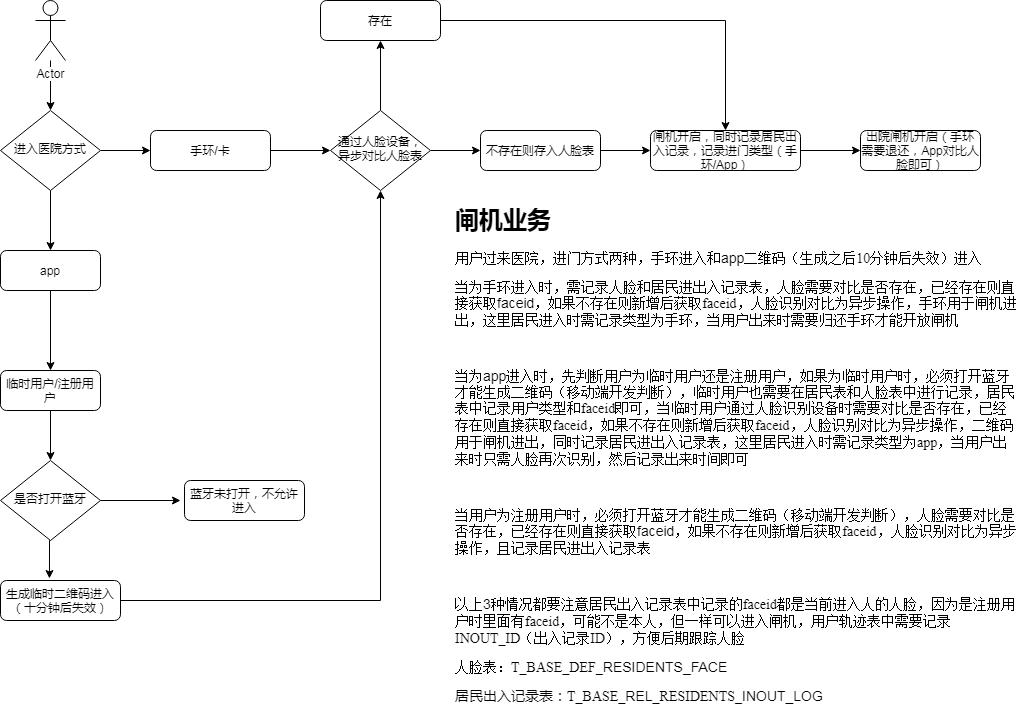 Actor
进入医院方式
手环/卡
通过人脸设备，
异步对比人脸表
存在
不存在则存入人脸表
闸机开启，同时记录居民出
入记录，记录进门类型（手
环/App）
出院闸机开启（手环
需要退还，App对比人
脸即可）
app
临时用户/注册用
户
是否打开蓝牙
蓝牙未打开，不允许
进入
生成临时二维码进入
（十分钟后失效）
闸机业务
用户过来医院，进门方式两种，手环进入和app二维码（生成之后10分钟后失效）进入
当为手环进入时，需记录人脸和居民进出入记录表，人脸需要对比是否存在，已经存在则直
接获取faceid，如果不存在则新增后获取faceid，人脸识别对比为异步操作，手环用于闸机进
出，这里居民进入时需记录类型为手环，当用户出来时需要归还手环才能开放闸机
当为app进入时，先判断用户为临时用户还是注册用户，如果为临时用户时，必须打开蓝牙
才能生成二维码（移动端开发判断），临时用户也需要在居民表和人脸表中进行记录，居民
表中记录用户类型和faceid即可，当临时用户通过人脸识别设备时需要对比是否存在，已经
存在则直接获取faceid，如果不存在则新增后获取faceid，人脸识别对比为异步操作，二维码
用于闸机进出，同时记录居民进出入记录表，这里居民进入时需记录类型为app，当用户出
来时只需人脸再次识别，然后记录出来时间即可
当用户为注册用户时，必须打开蓝牙才能生成二维码（移动端开发判断），人脸需要对比是
否存在，已经存在则直接获取faceid，如果不存在则新增后获取faceid，人脸识别对比为异步
操作，且记录居民进出入记录表
以上3种情况都要注意居民出入记录表中记录的faceid都是当前进入人的人脸，因为是注册用
户时里面有faceid，可能不是本人，但一样可以进入闸机，用户轨迹表中需要记录
INOUT_ID（出入记录ID），方便后期跟踪人脸
人脸表：T_BASE_DEF_RESIDENTS_FACE
居民出入记录表：T_BASE_REL_RESIDENTS_INOUT_LOG